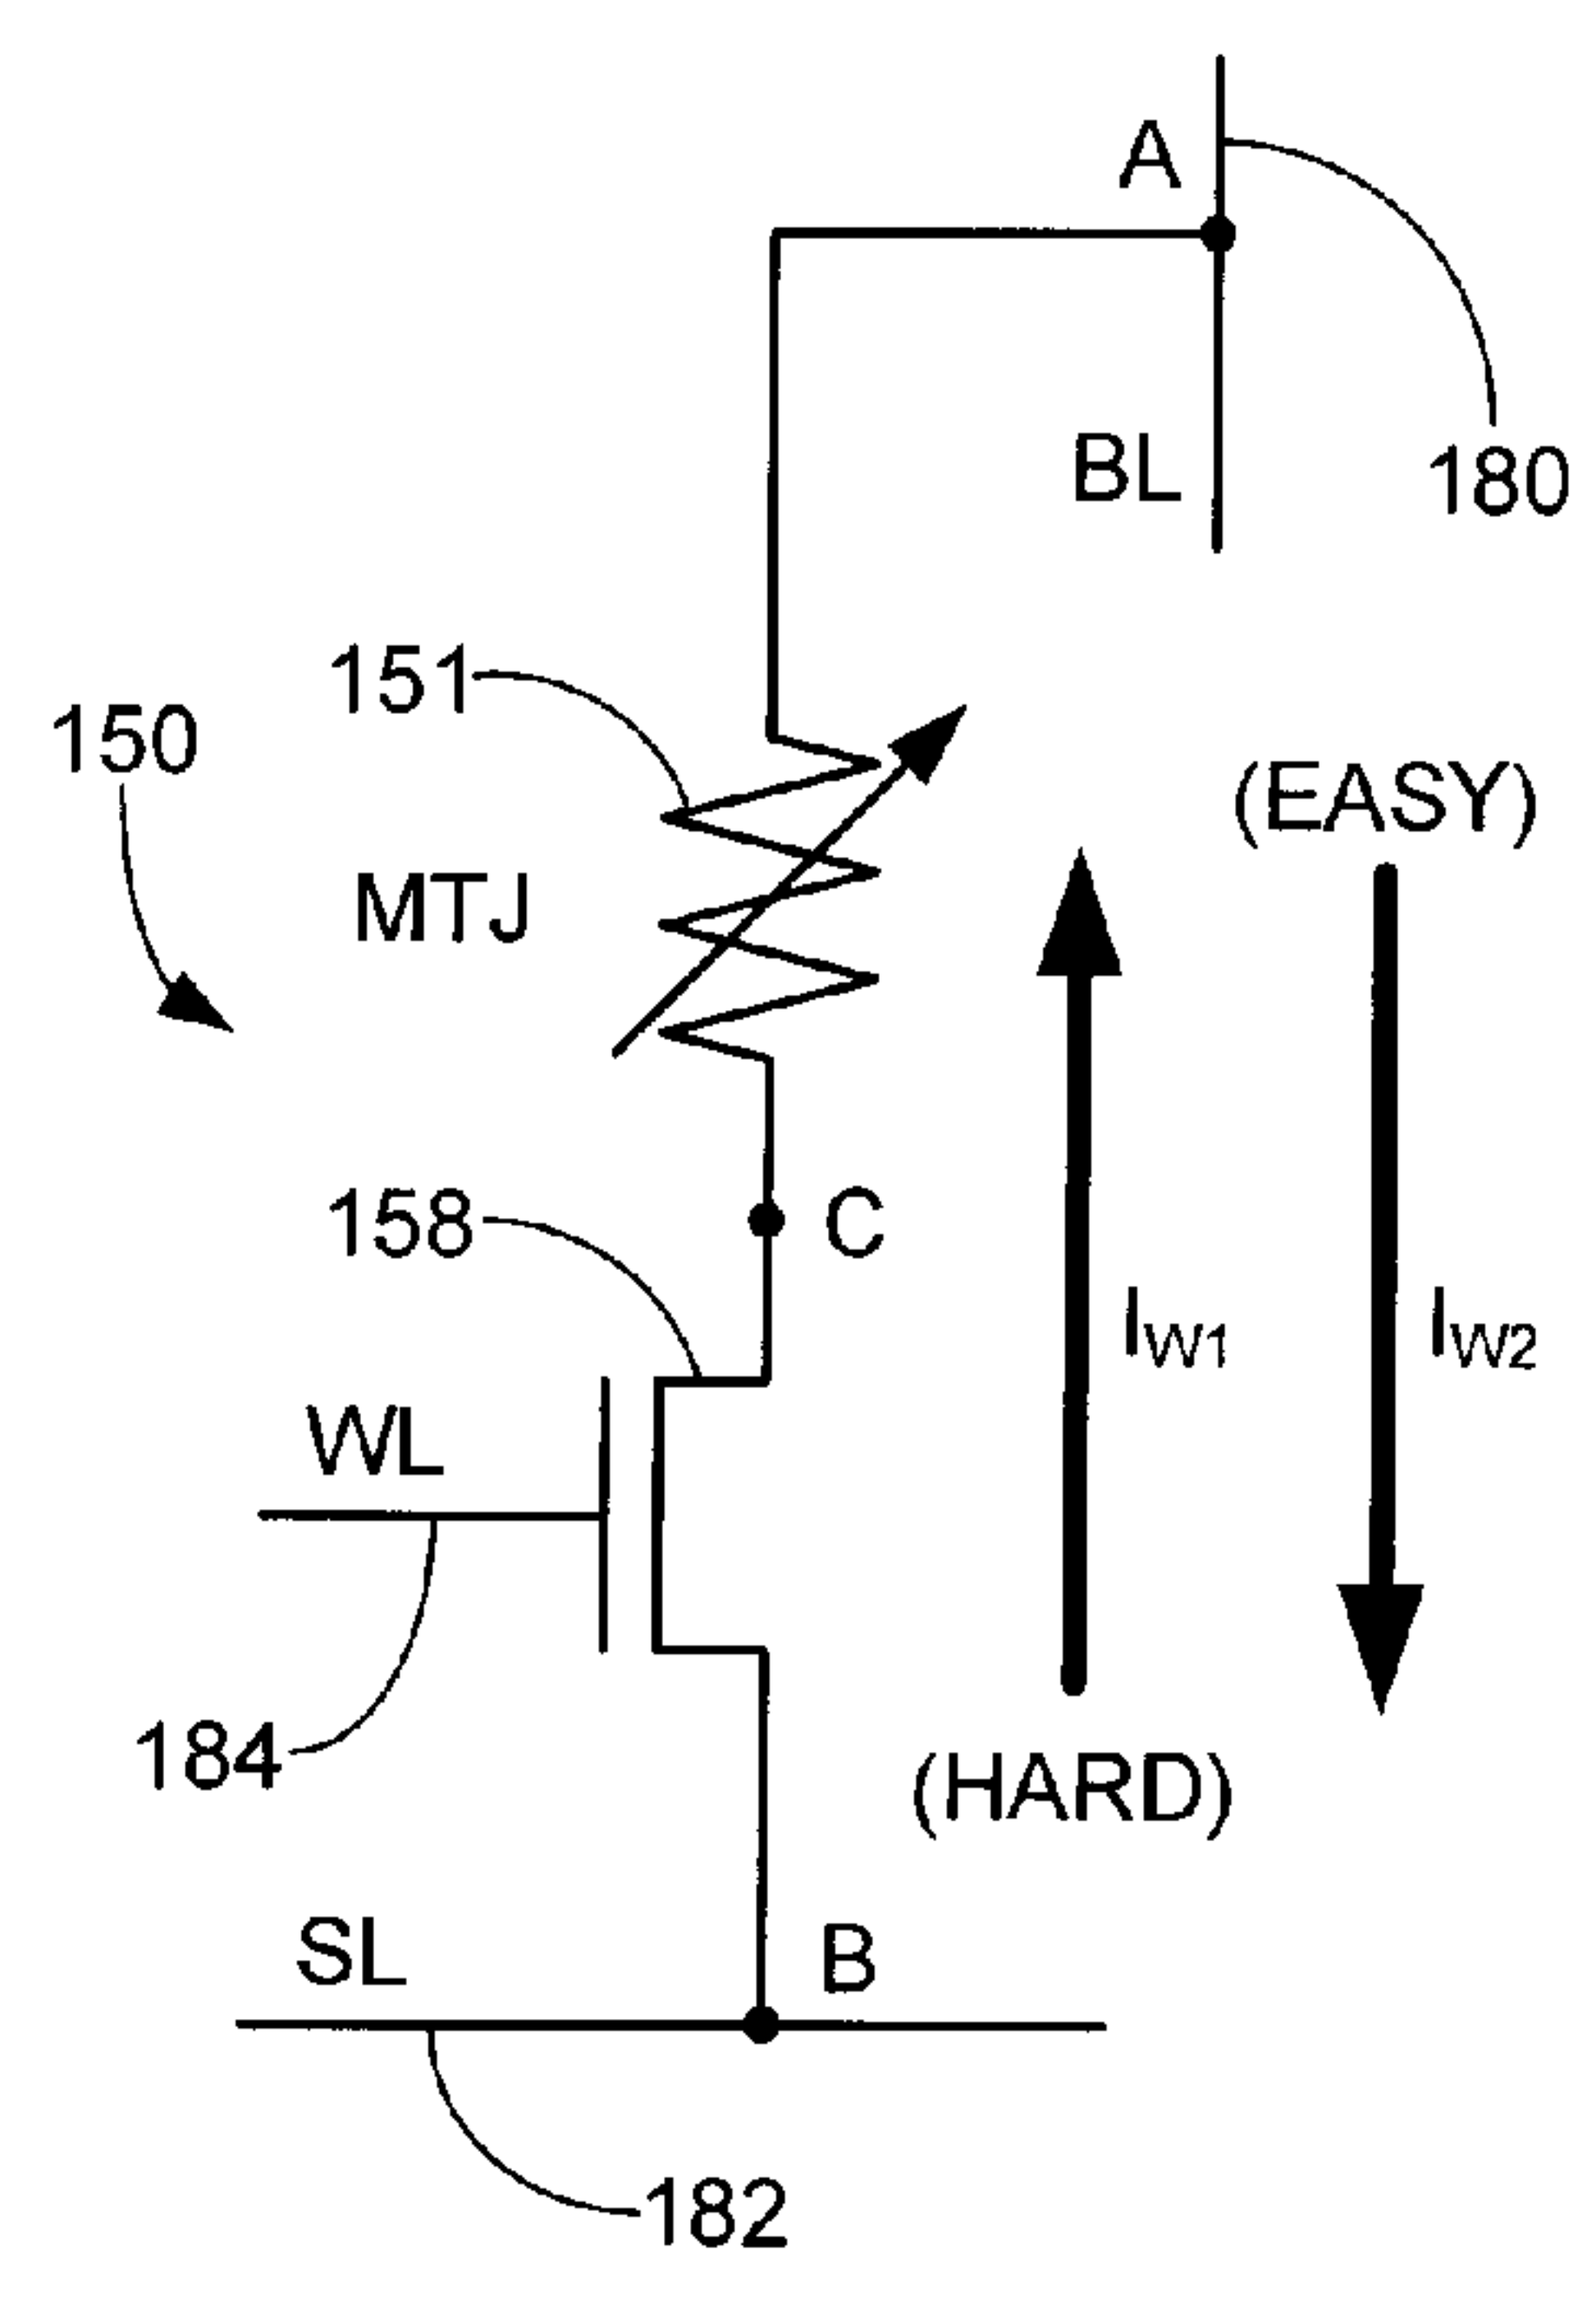 A
BL
180
151
150
(EASY)
MTJ
158
C
IW1
IW2
WL
184
(HARD)
SL
B
182